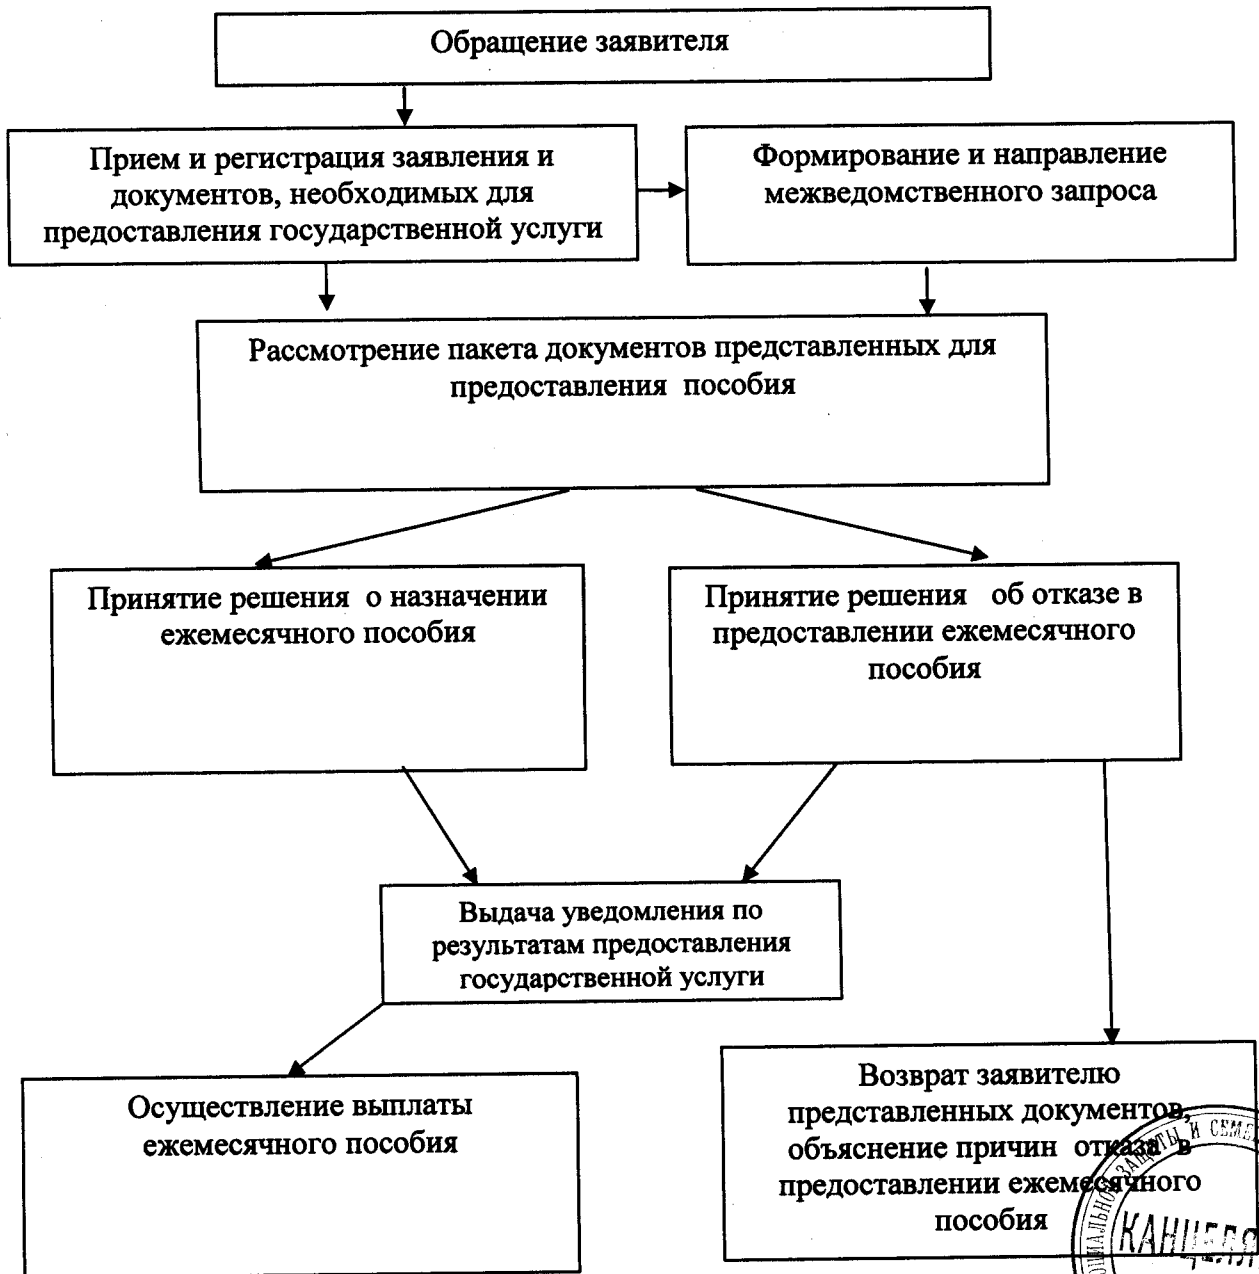 Обращение заявителя
Прием и регистрация заявления и
документов, необходимых для
предоставления государственной услуги
Формирование и направление
межведомственного запроса
Рассмотрение пакета документов представленных для
предоставления пособия
Принятие решения о назначении
ежемесячного пособия
Принятие решения об отказе в
предоставлении ежемесячного
пособия
Выдача уведомления по
результатам предоставления
государственной услуги
Осуществление выплаты
ежемесячного пособия
Возврат заявителю
представленных документов,
объяснение причин отказа в
предоставлении ежемесячного
пособия